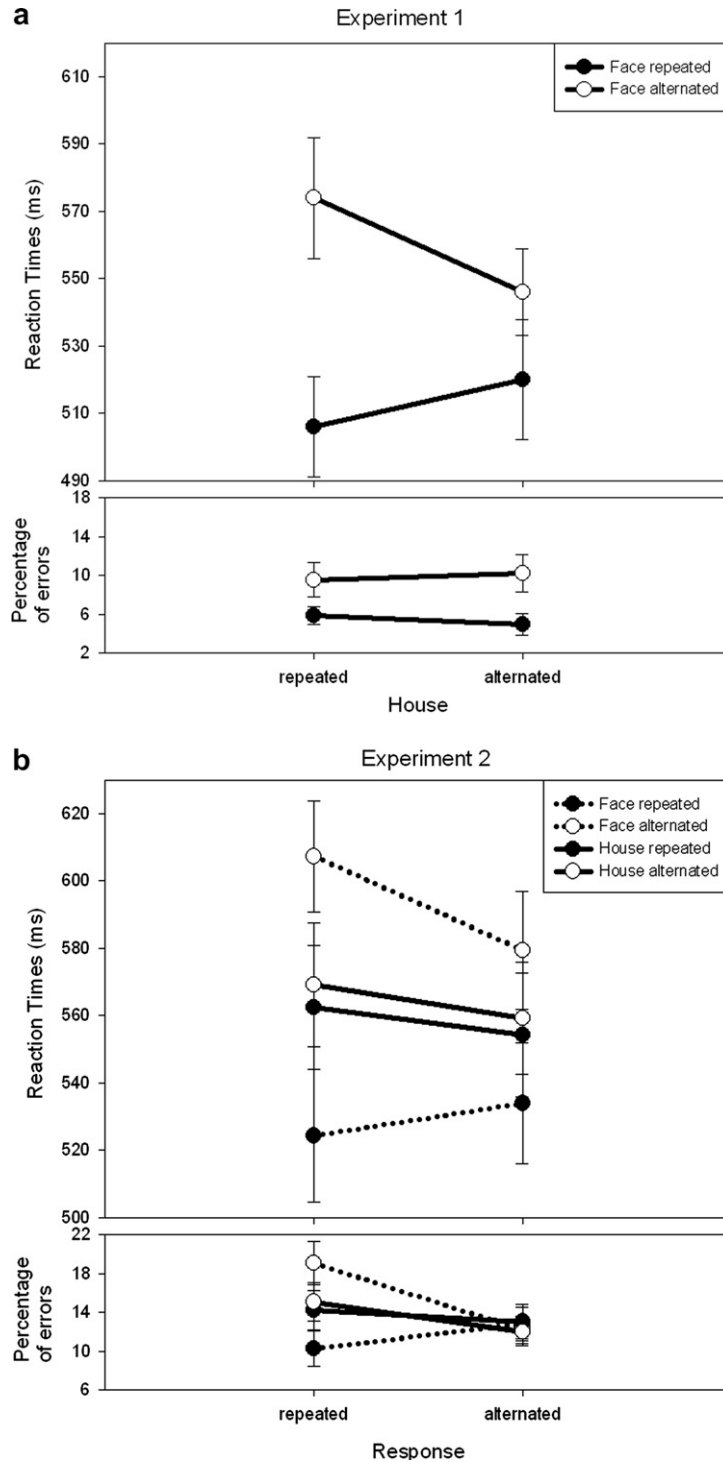 a
Experiment 1
Face repeated
Face alternated
Reaction Times (ms)
610
590
570
550
530
510
490
Percentage
of errors
18
14
10
6
2
repeated alternated
House
b
Experiment 2
Face repeated
Face alternated
House repeated
House alternated
Reaction Times (ms)
620
600
580
560
540
520
500
Percentage
of errors
22
18
14
10
6
repeated alternated
Response